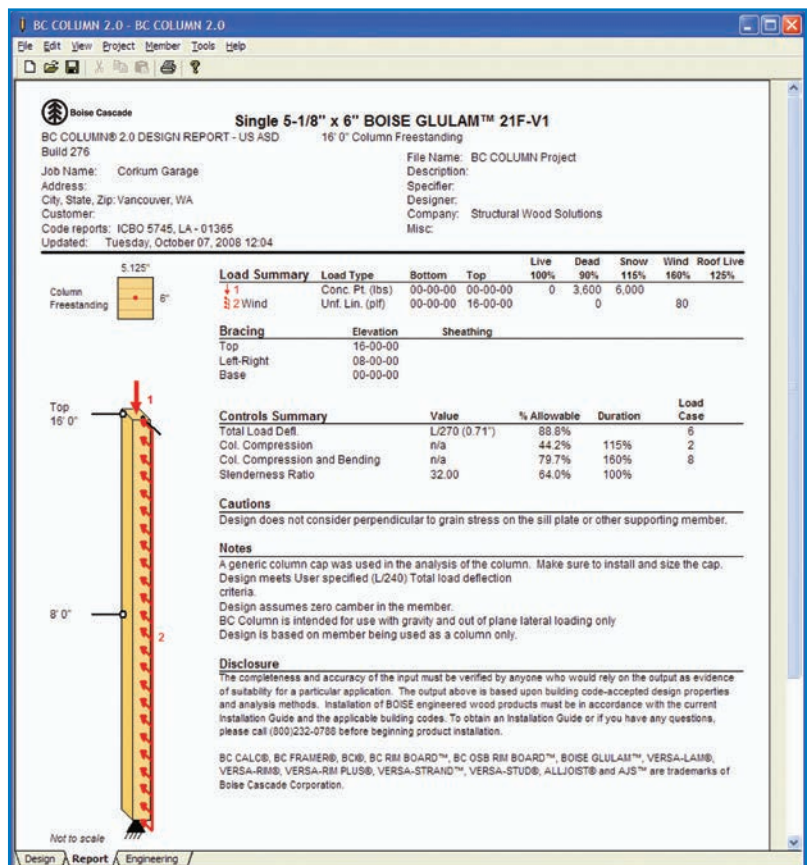 BC COLUMN 2.0 - BC COLUMN 2.0
File Edit View Project Member Tools Help
Boise Cascade
Single 5-1/8" x 6" BOISE GLULAM™ 21F-V1
BC COLUMN® 2.0 DESIGN REPORT - US ASD 16' 0" Column Freestanding
Build 276
File Name: BC COLUMN Project
Job Name: Corkum Garage Description:
Address: Specifier:
City, State, Zip: Vancouver, WA Designer:
Customer: Company: Structural Wood Solutions
Code reports: ICBO 5745, LA - 01365 Misc:
Updated: Tuesday, October 07, 2008 12:04
5.125"
Column
Freestanding
6"
Live Dead Snow Wind Roof Live
Load Summary Load Type Bottom Top 100% 90% 115% 160% 125%
1 Conc. Pt. (lbs) 00-00-00 00-00-00 0 3,600 6,000
2 Wind Unf. Lin. (plf) 00-00-00 16-00-00 0 80
Bracing Elevation Sheathing
Top 16-00-00
Left-Right 08-00-00
Base 00-00-00
1
Top
16' 0"
8' 0"
2
Not to scale
Load
Controls Summary Value % Allowable Duration Case
Total Load Defl. L/270 (0.71") 88.8% 6
Col. Compression n/a 44.2% 115% 2
Col. Compression and Bending n/a 79.7% 160% 8
Slenderness Ratio 32.00 64.0% 100%
Cautions
Design does not consider perpendicular to grain stress on the sill plate or other supporting member.
Notes
A generic column cap was used in the analysis of the column. Make sure to install and size the cap.
Design meets User specified (L/240) Total load deflection
criteria.
Design assumes zero camber in the member.
BC Column is intended for use with gravity and out of plane lateral loading only
Design is based on member being used as a column only.
Disclosure
The completeness and accuracy of the input must be verified by anyone who would rely on the output as evidence
of suitability for a particular application. The output above is based upon building code-accepted design properties
and analysis methods. Installation of BOISE engineered wood products must be in accordance with the current
Installation Guide and the applicable building codes. To obtain an Installation Guide or if you have any questions,
please call (800)232-0788 before beginning product installation.
BC CALC®, BC FRAMER®, BCI®, BC RIM BOARD™, BC OSB RIM BOARD™, BOISE GLULAM™, VERSA-LAM®,
VERSA-RIM®, VERSA-RIM PLUS®, VERSA-STRAND™, VERSA-STUD®, ALLJOIST® and AJS™ are trademarks of
Boise Cascade Corporation.
Design Report Engineering